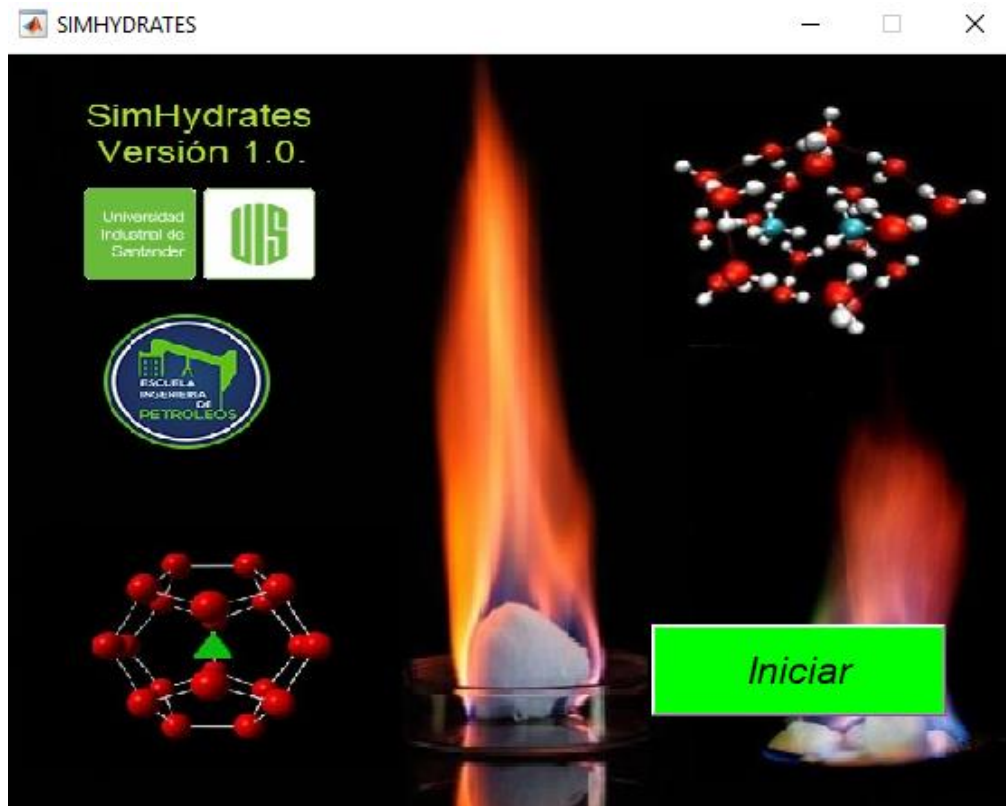 SIMHYDRATES
SimHydrates
Versión 1.0.
Universidad
Industrial de
Santander
UIS
ESCUELA
INGENIERIA
DE
PETROLEOS
Iniciar